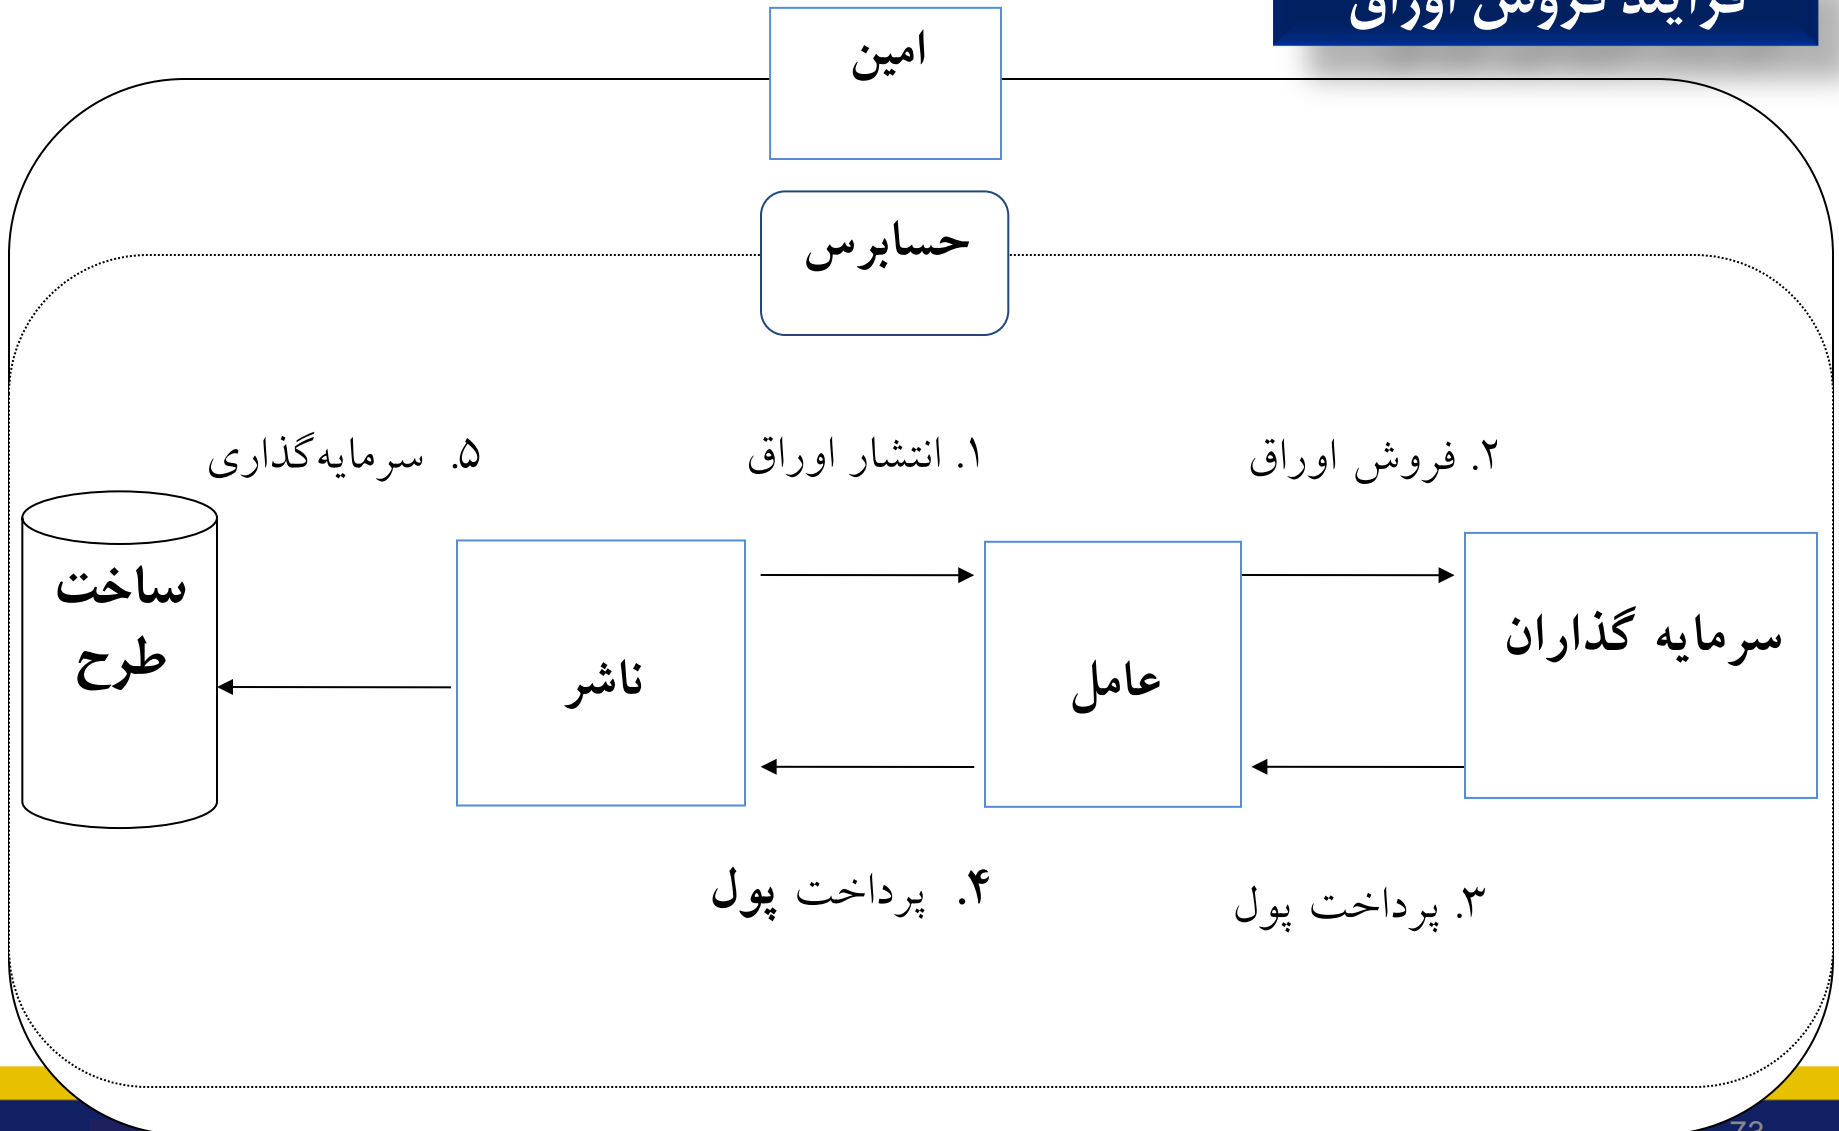 فرآیند فروش اوراق
امین
حسابرس
۲. فروش اوراق
۱. انتشار اوراق
۵. سرمایه‌گذاری
سرمایه گذاران
عامل
ناشر
ساخت
طرح
۳. پرداخت پول
۴. پرداخت پول